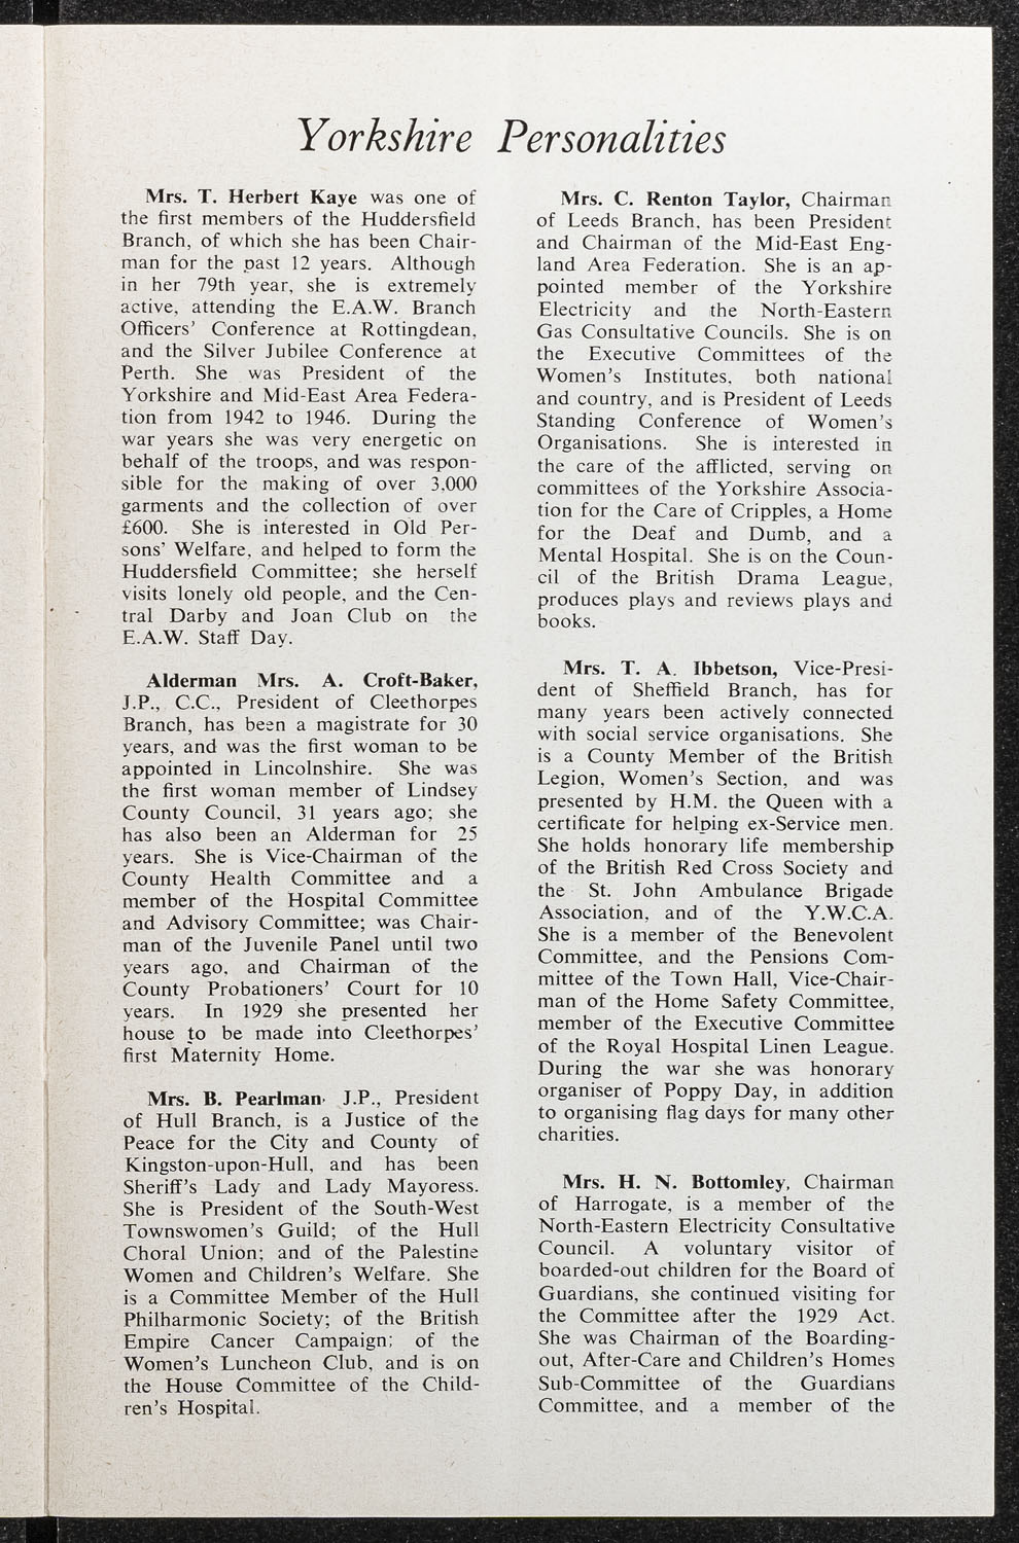 Yorkshire Personalities
Mrs. T. Herbert Kaye was one of
the first members of the Huddersfield
Branch, of which she has been Chair-
man for the past 12 years. Although
in her 79th year, she is extremely
active, attending the E.A.W. Branch
Officers' Conference at Rottingdean,
and the Silver Jubilee Conference at
Perth. She was President of the
Yorkshire and Mid-East Area Federa-
tion from 1942 to 1946. During the
war years she was very energetic on
behalf of the troops, and was respon-
sible for the making of over 3,000
garments and the collection of over
£600. She is interested in Old Per-
sons' Welfare, and helped to form the
Huddersfield Committee; she herself
visits lonely old people, and the Cen-
tral Darby and Joan Club on the
E.A.W. Staff Day.
Alderman Mrs. A. Croft-Baker,
J.P., C.C., President of Cleethorpes
Branch, has been a magistrate for 30
years, and was the first woman to be
appointed in Lincolnshire. She was
the first woman member of Lindsey
County Council, 31 years ago; she
has also been an Alderman for 25
years. She is Vice-Chairman of the
County Health Committee and a
member of the Hospital Committee
and Advisory Committee; was Chair-
man of the Juvenile Panel until two
years ago, and Chairman of the
County Probationers' Court for 10
years. In 1929 she presented her
house to be made into Cleethorpes'
first Maternity Home.
Mrs. B. Pearlman, J.P., President
of Hull Branch, is a Justice of the
Peace for the City and County of
Kingston-upon-Hull, and has been
Sheriff's Lady and Lady Mayoress.
She is President of the South-West
Townswomen's Guild; of the Hull
Choral Union; and of the Palestine
Women and Children's Welfare. She
is a Committee Member of the Hull
Philharmonic Society; of the British
Empire Cancer Campaign; of the
Women's Luncheon Club, and is on
the House Committee of the Child-
ren's Hospital.
Mrs. C. Renton Taylor, Chairman
of Leeds Branch, has been President
and Chairman of the Mid-East Eng-
land Area Federation. She is an ap-
pointed member of the Yorkshire
Electricity and the North-Eastern
Gas Consultative Councils. She is on
the Executive Committees of the
Women's Institutes, both national
and country, and is President of Leeds
Standing Conference of Women's
Organisations. She is interested in
the care of the afflicted, serving on
committees of the Yorkshire Associa-
tion for the Care of Cripples, a Home
for the Deaf and Dumb, and a
Mental Hospital. She is on the Coun-
cil of the British Drama League,
produces plays and reviews plays and
books.
Mrs. T. A. Ibbetson, Vice-Presi-
dent of Sheffield Branch, has for
many years been actively connected
with social service organisations. She
is a County Member of the British
Legion, Women's Section, and was
presented by H.M. the Queen with a
certificate for helping ex-Service men.
She holds honorary life membership
of the British Red Cross Society and
the St. John Ambulance Brigade
Association, and of the Y.W.C.A.
She is a member of the Benevolent
Committee, and the Pensions Com-
mittee of the Town Hall, Vice-Chair-
man of the Home Safety Committee,
member of the Executive Committee
of the Royal Hospital Linen League.
During the war she was honorary
organiser of Poppy Day, in addition
to organising flag days for many other
charities.
Mrs. H. N. Bottomley, Chairman
of Harrogate, is a member of the
North-Eastern Electricity Consultative
Council. A voluntary visitor of
boarded-out children for the Board of
Guardians, she continued visiting for
the Committee after the 1929 Act.
She was Chairman of the Boarding-
out, After-Care and Children's Homes
Sub-Committee of the Guardians
Committee, and a member of the